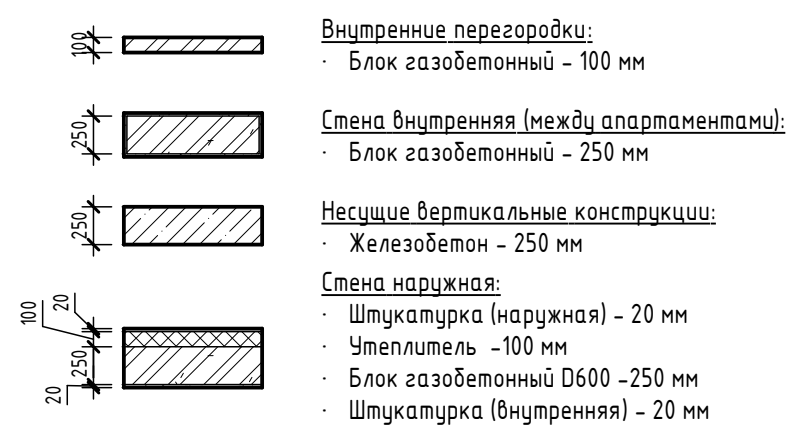 100
Внутренние перегородки:
· Блок газобетонный – 100 мм
250
Стена внутренняя (между апартаментами):
· Блок газобетонный – 250 мм
250
Несущие вертикальные конструкции:
· Железобетон – 250 мм
Стена наружная:
20
100
250
20
· Штукатурка (наружная) – 20 мм
· Утеплитель –100 мм
· Блок газобетонный D600 –250 мм
· Штукатурка (внутренняя) – 20 мм